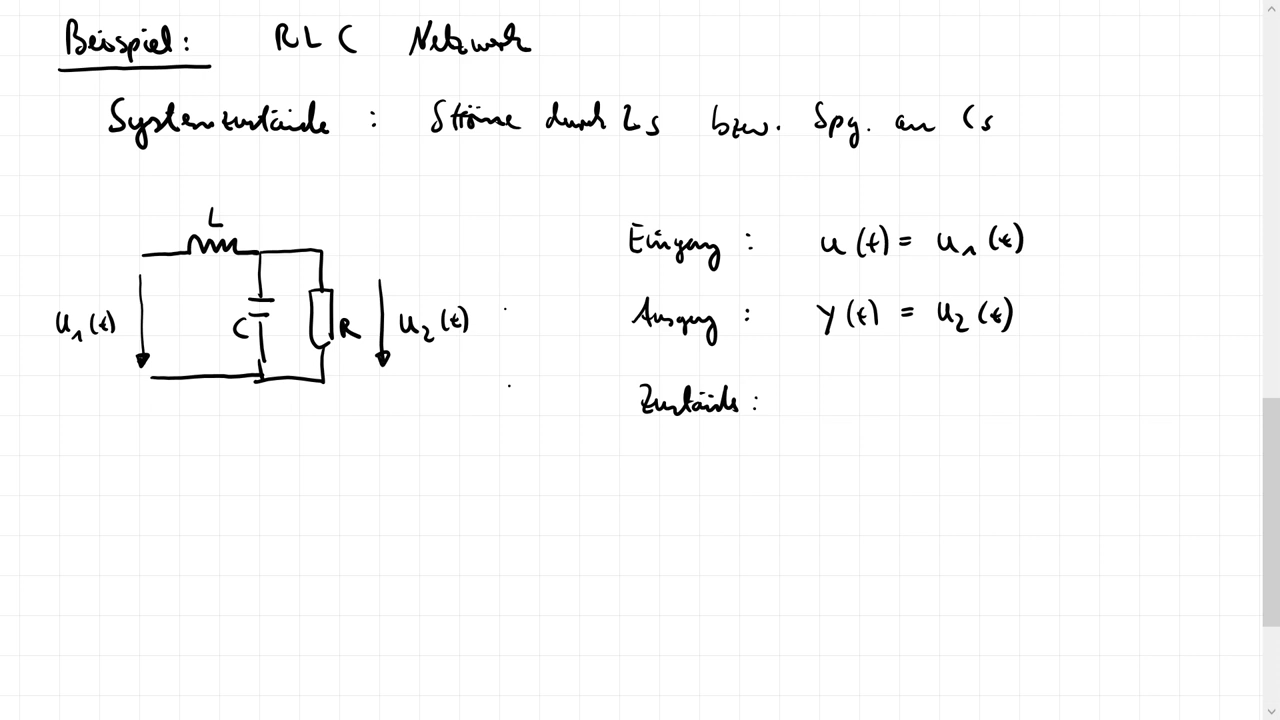 Beispiel: RLC Netzwerk
Systemzustände : Ströme durch Ls bzw. Spg. an Cs
L
u₁(t)
C
R
u₂(t)
Eingang : u(t) = u₁(t)
Ausgang : y(t) = u₂(t)
Zustände :